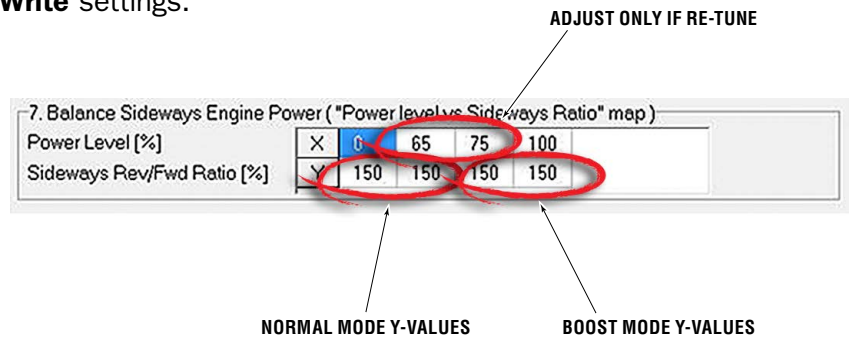 Write settings.
ADJUST ONLY IF RE-TUNE
7. Balance Sideways Engine Power ( "Power level vs Sideways Ratio" map )
Power Level [%] X 0 65 75 100
Sideways Rev/Fwd Ratio [%] Y 150 150 150 150
NORMAL MODE Y-VALUES
BOOST MODE Y-VALUES